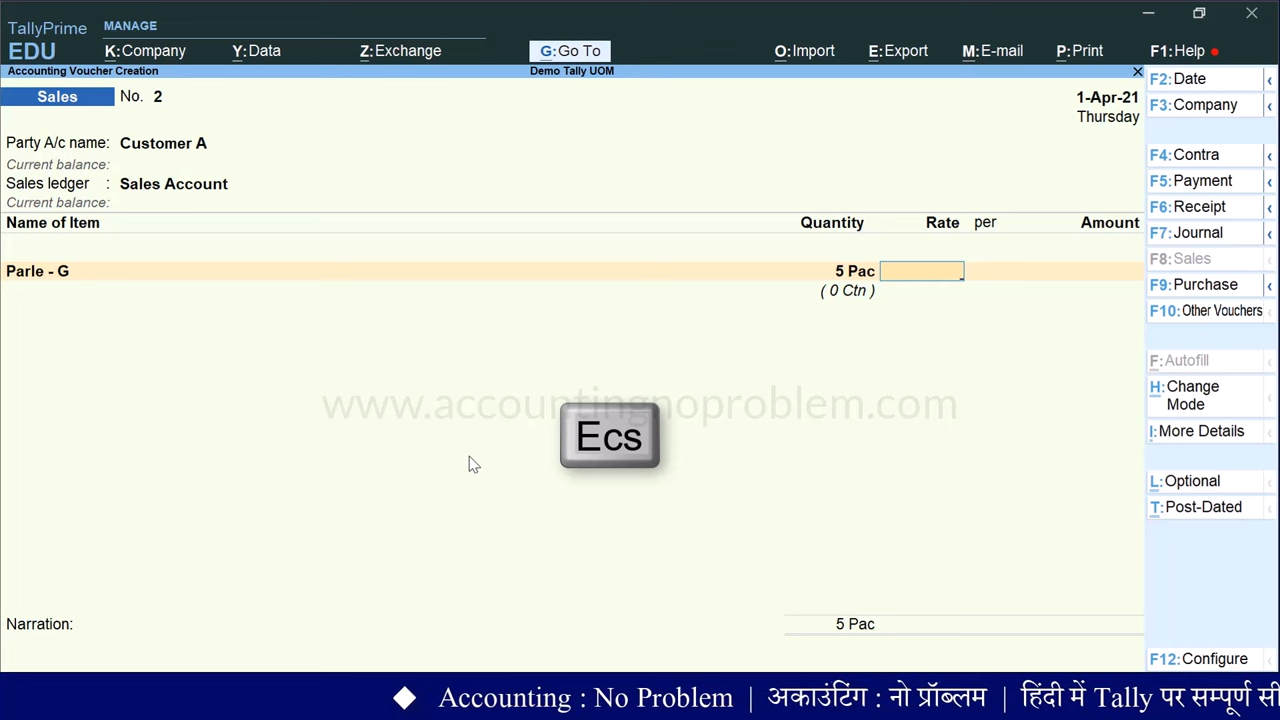 TallyPrime
EDU
MANAGE
K:Company Y:Data Z:Exchange G:Go To O:Import E:Export M:E-mail P:Print F1:Help
Accounting Voucher Creation Demo Tally UOM
Sales No. 2 1-Apr-21
Thursday
Party A/c name: Customer A
Current balance:
Sales ledger : Sales Account
Current balance:
Name of Item Quantity Rate per Amount
Parle - G 5 Pac
( 0 Ctn )
www.accountingnoproblem.com
Ecs
Narration: 5 Pac
F2:Date
F3:Company
F4:Contra
F5:Payment
F6:Receipt
F7:Journal
F8:Sales
F9:Purchase
F10:Other Vouchers
F:Autofill
H:Change
Mode
I:More Details
L:Optional
T:Post-Dated
F12:Configure
◆ Accounting : No Problem | अकाउंटिंग : नो प्रॉब्लम | हिंदी में Tally पर सम्पूर्ण सी